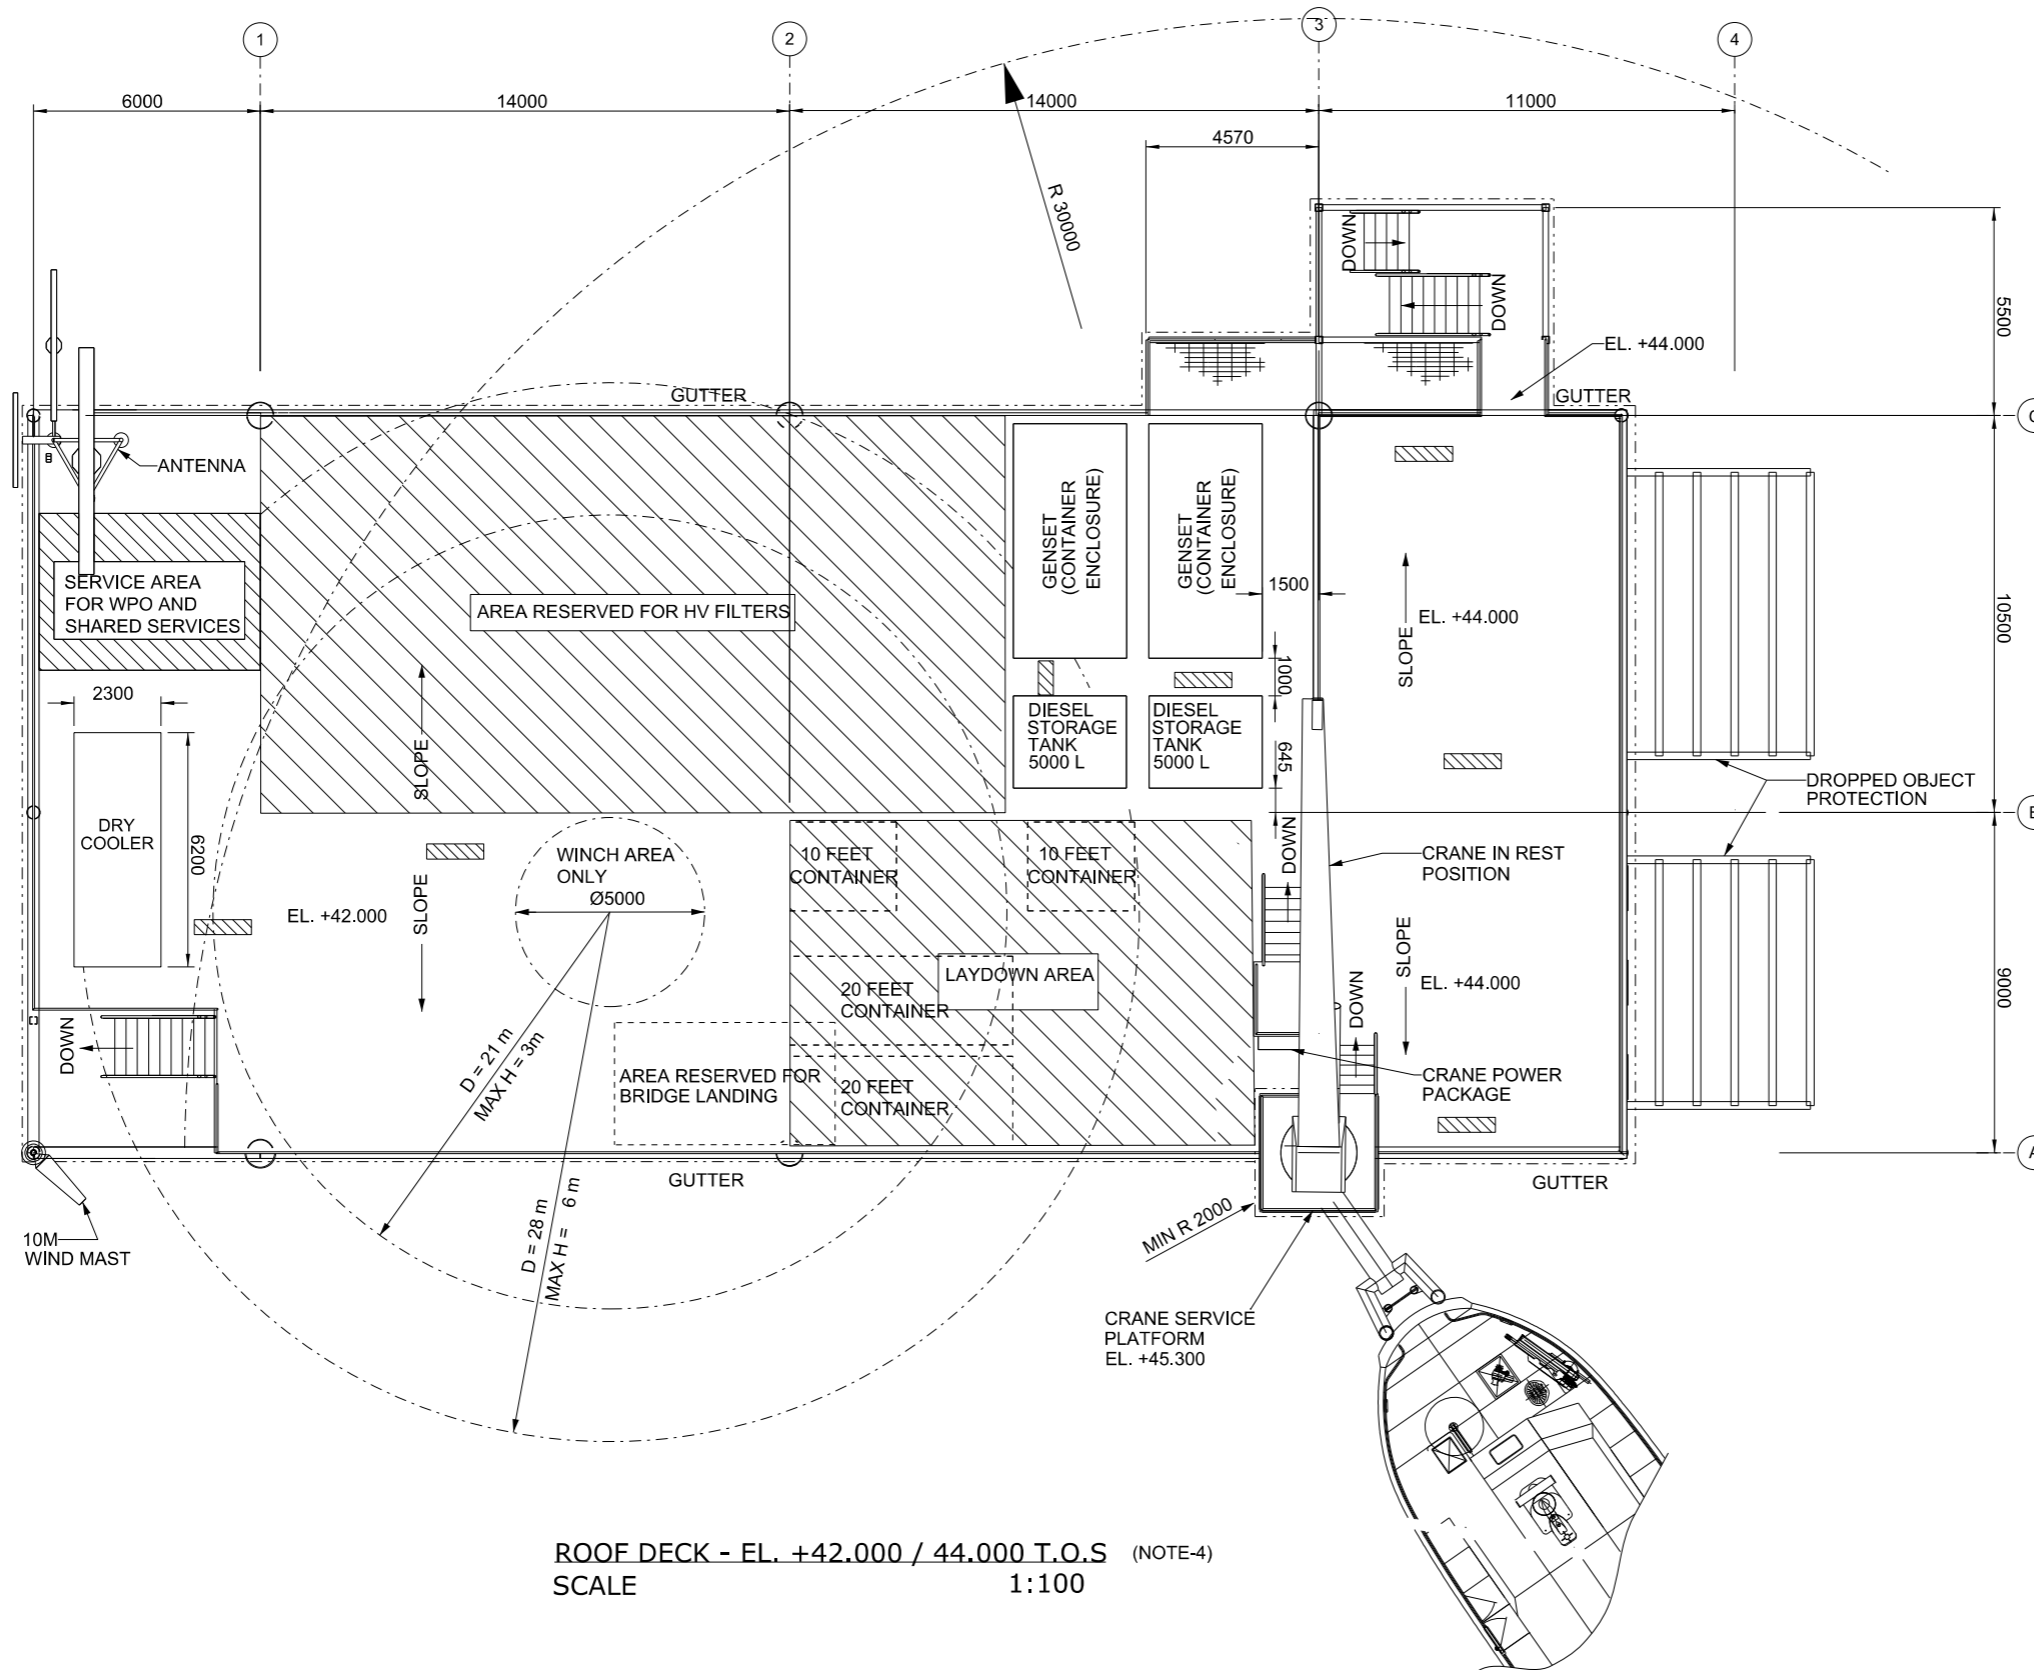 1
2
3
4
6000
14000
14000
11000
4570
R 30000
DOWN
DOWN
5500
EL. +44.000
GUTTER
GUTTER
ANTENNA
GENSET
(CONTAINER
ENCLOSURE)
GENSET
(CONTAINER
ENCLOSURE)
SERVICE AREA
FOR WPO AND
SHARED SERVICES
AREA RESERVED FOR HV FILTERS
1500
SLOPE
EL. +44.000
10500
1000
2300
SLOPE
DIESEL
STORAGE
TANK
5000 L
DIESEL
STORAGE
TANK
5000 L
645
DROPPED OBJECT
PROTECTION
DRY
COOLER
6200
WINCH AREA
ONLY
Ø5000
10 FEET
CONTAINER
10 FEET
CONTAINER
DOWN
CRANE IN REST
POSITION
EL. +42.000
SLOPE
SLOPE
EL. +44.000
9000
LAYDOWN AREA
20 FEET
CONTAINER
DOWN
DOWN
D = 21 m
MAX H = 3m
AREA RESERVED FOR
BRIDGE LANDING
20 FEET
CONTAINER
CRANE POWER
PACKAGE
A
GUTTER
GUTTER
D = 28 m
MAX H = 6 m
MIN R 2000
10M
WIND MAST
CRANE SERVICE
PLATFORM
EL. +45.300
ROOF DECK - EL. +42.000 / 44.000 T.O.S (NOTE-4)
SCALE 1:100